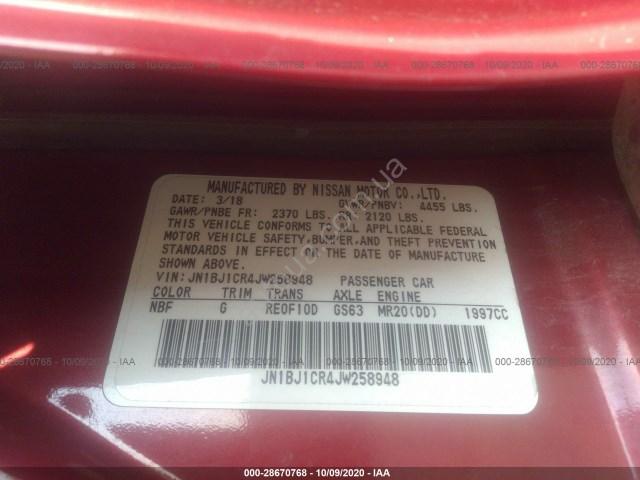 000-28670768 - 10/09/2020 - IAA
MANUFACTURED BY NISSAN MOTOR CO.,LTD.
DATE: 3/18 GVWR/PNBV: 4455 LBS.
GAWR/PNBE FR: 2370 LBS. RR: 2120 LBS.
THIS VEHICLE CONFORMS TO ALL APPLICABLE FEDERAL
MOTOR VEHICLE SAFETY,BUMPER,AND THEFT PREVENTION
STANDARDS IN EFFECT ON THE DATE OF MANUFACTURE
SHOWN ABOVE.
VIN: JN1BJ1CR4JW258948 PASSENGER CAR
COLOR TRIM TRANS AXLE ENGINE
NBF G RE0F10D GS63 MR20(DD) 1997CC
JN1BJ1CR4JW258948
000-28670768 - 10/09/2020 - IAA